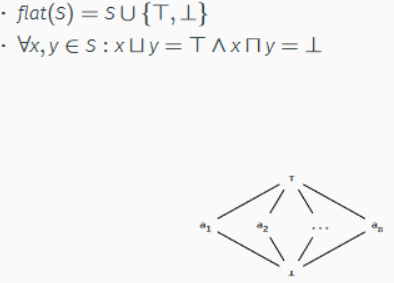 · flat(S) = S ∪ {⊤, ⊥}
· ∀x, y ∈ S : x ⊔ y = ⊤ ∧ x ⊓ y = ⊥
⊤
a₁ a₂ ... aₙ
⊥